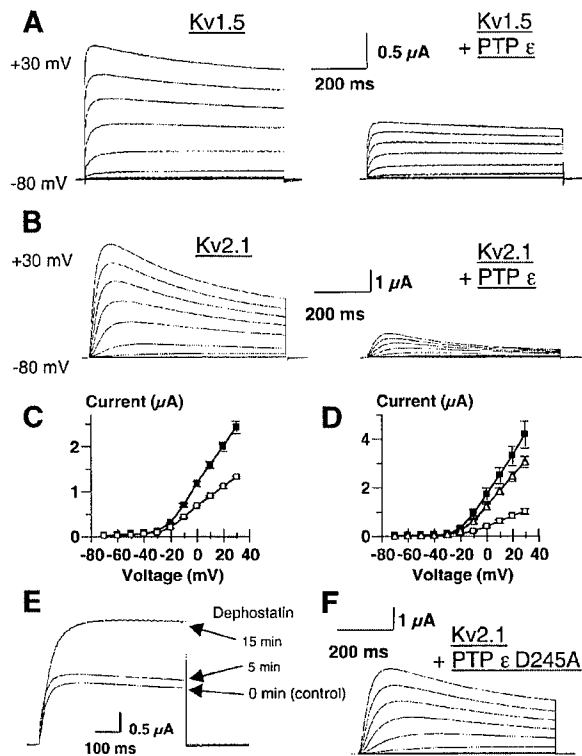 A
Kv1.5
Kv1.5
+ PTP ε
+30 mV
0.5 µA
200 ms
-80 mV
B
Kv2.1
Kv2.1
+ PTP ε
+30 mV
1 µA
200 ms
-80 mV
C
Current (µA)
2
1
0
-80 -60 -40 -20 0 20 40
Voltage (mV)
D
Current (µA)
4
2
0
-80 -60 -40 -20 0 20 40
Voltage (mV)
E
Dephostatin
15 min
5 min
0 min (control)
0.5 µA
100 ms
F
1 µA
200 ms
Kv2.1
+ PTP ε D245A